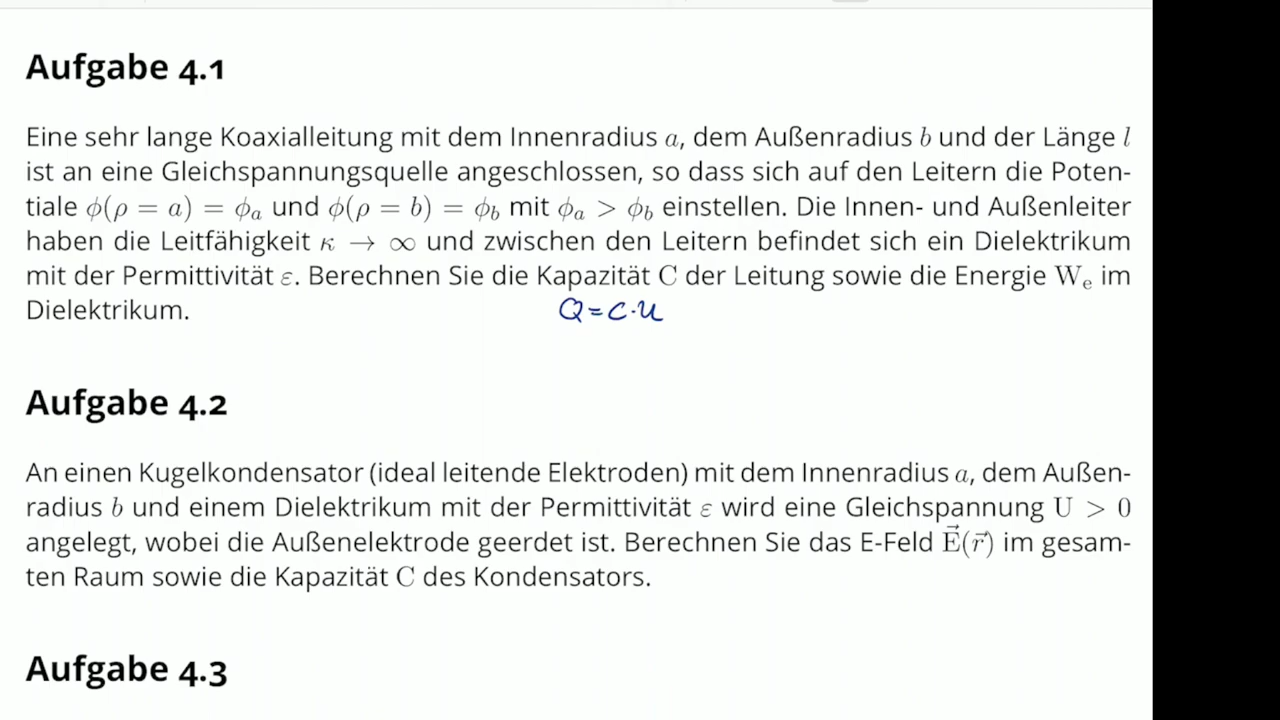 Aufgabe 4.1
Eine sehr lange Koaxialleitung mit dem Innenradius a, dem Außenradius b und der Länge l
ist an eine Gleichspannungsquelle angeschlossen, so dass sich auf den Leitern die Poten-
tiale ϕ(ρ = a) = ϕₐ und ϕ(ρ = b) = ϕ_b mit ϕₐ > ϕ_b einstellen. Die Innen- und Außenleiter
haben die Leitfähigkeit κ → ∞ und zwischen den Leitern befindet sich ein Dielektrikum
mit der Permittivität ε. Berechnen Sie die Kapazität C der Leitung sowie die Energie Wₑ im
Dielektrikum.
Q=C·U
Aufgabe 4.2
An einen Kugelkondensator (ideal leitende Elektroden) mit dem Innenradius a, dem Außen-
radius b und einem Dielektrikum mit der Permittivität ε wird eine Gleichspannung U > 0
angelegt, wobei die Außenelektrode geerdet ist. Berechnen Sie das E-Feld E⃗(r⃗) im gesam-
ten Raum sowie die Kapazität C des Kondensators.
Aufgabe 4.3